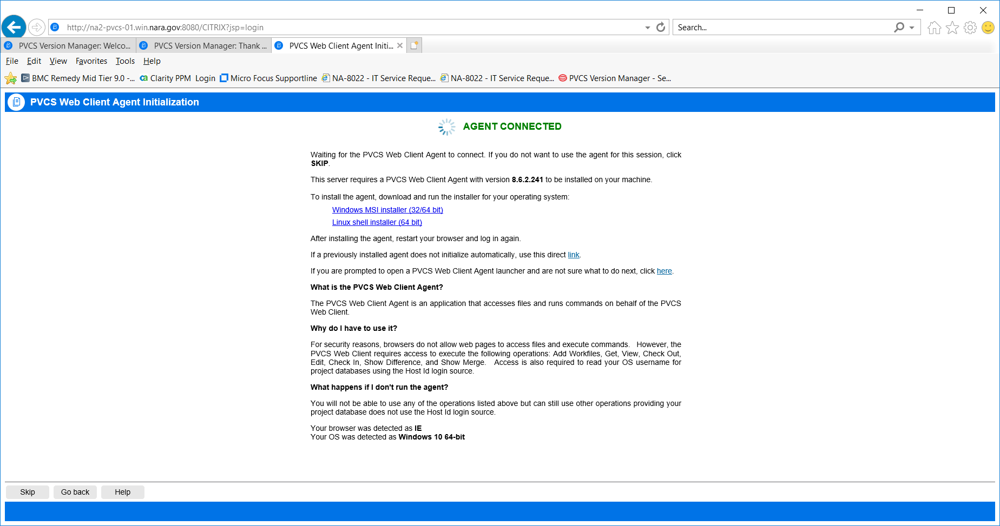 http://na2-pvcs-01.win.nara.gov:8080/CITRIX?jsp=login
Search...
PVCS Version Manager: Welco...
PVCS Version Manager: Thank ...
PVCS Web Client Agent Initi...
File Edit View Favorites Tools Help
BMC Remedy Mid Tier 9.0 -... ca Clarity PPM Login Micro Focus Supportline NA-8022 - IT Service Reque... NA-8022 - IT Service Reque... PVCS Version Manager - Se...
PVCS Web Client Agent Initialization
AGENT CONNECTED
Waiting for the PVCS Web Client Agent to connect. If you do not want to use the agent for this session, click
SKIP.
This server requires a PVCS Web Client Agent with version 8.6.2.241 to be installed on your machine.
To install the agent, download and run the installer for your operating system:
Windows MSI installer (32/64 bit)
Linux shell installer (64 bit)
After installing the agent, restart your browser and log in again.
If a previously installed agent does not initialize automatically, use this direct link.
If you are prompted to open a PVCS Web Client Agent launcher and are not sure what to do next, click here.
What is the PVCS Web Client Agent?
The PVCS Web Client Agent is an application that accesses files and runs commands on behalf of the PVCS
Web Client.
Why do I have to use it?
For security reasons, browsers do not allow web pages to access files and execute commands. However, the
PVCS Web Client requires access to execute the following operations: Add Workfiles, Get, View, Check Out,
Edit, Check In, Show Difference, and Show Merge. Access is also required to read your OS username for
project databases using the Host Id login source.
What happens if I don't run the agent?
You will not be able to use any of the operations listed above but can still use other operations providing your
project database does not use the Host Id login source.
Your browser was detected as IE
Your OS was detected as Windows 10 64-bit
Skip Go back Help